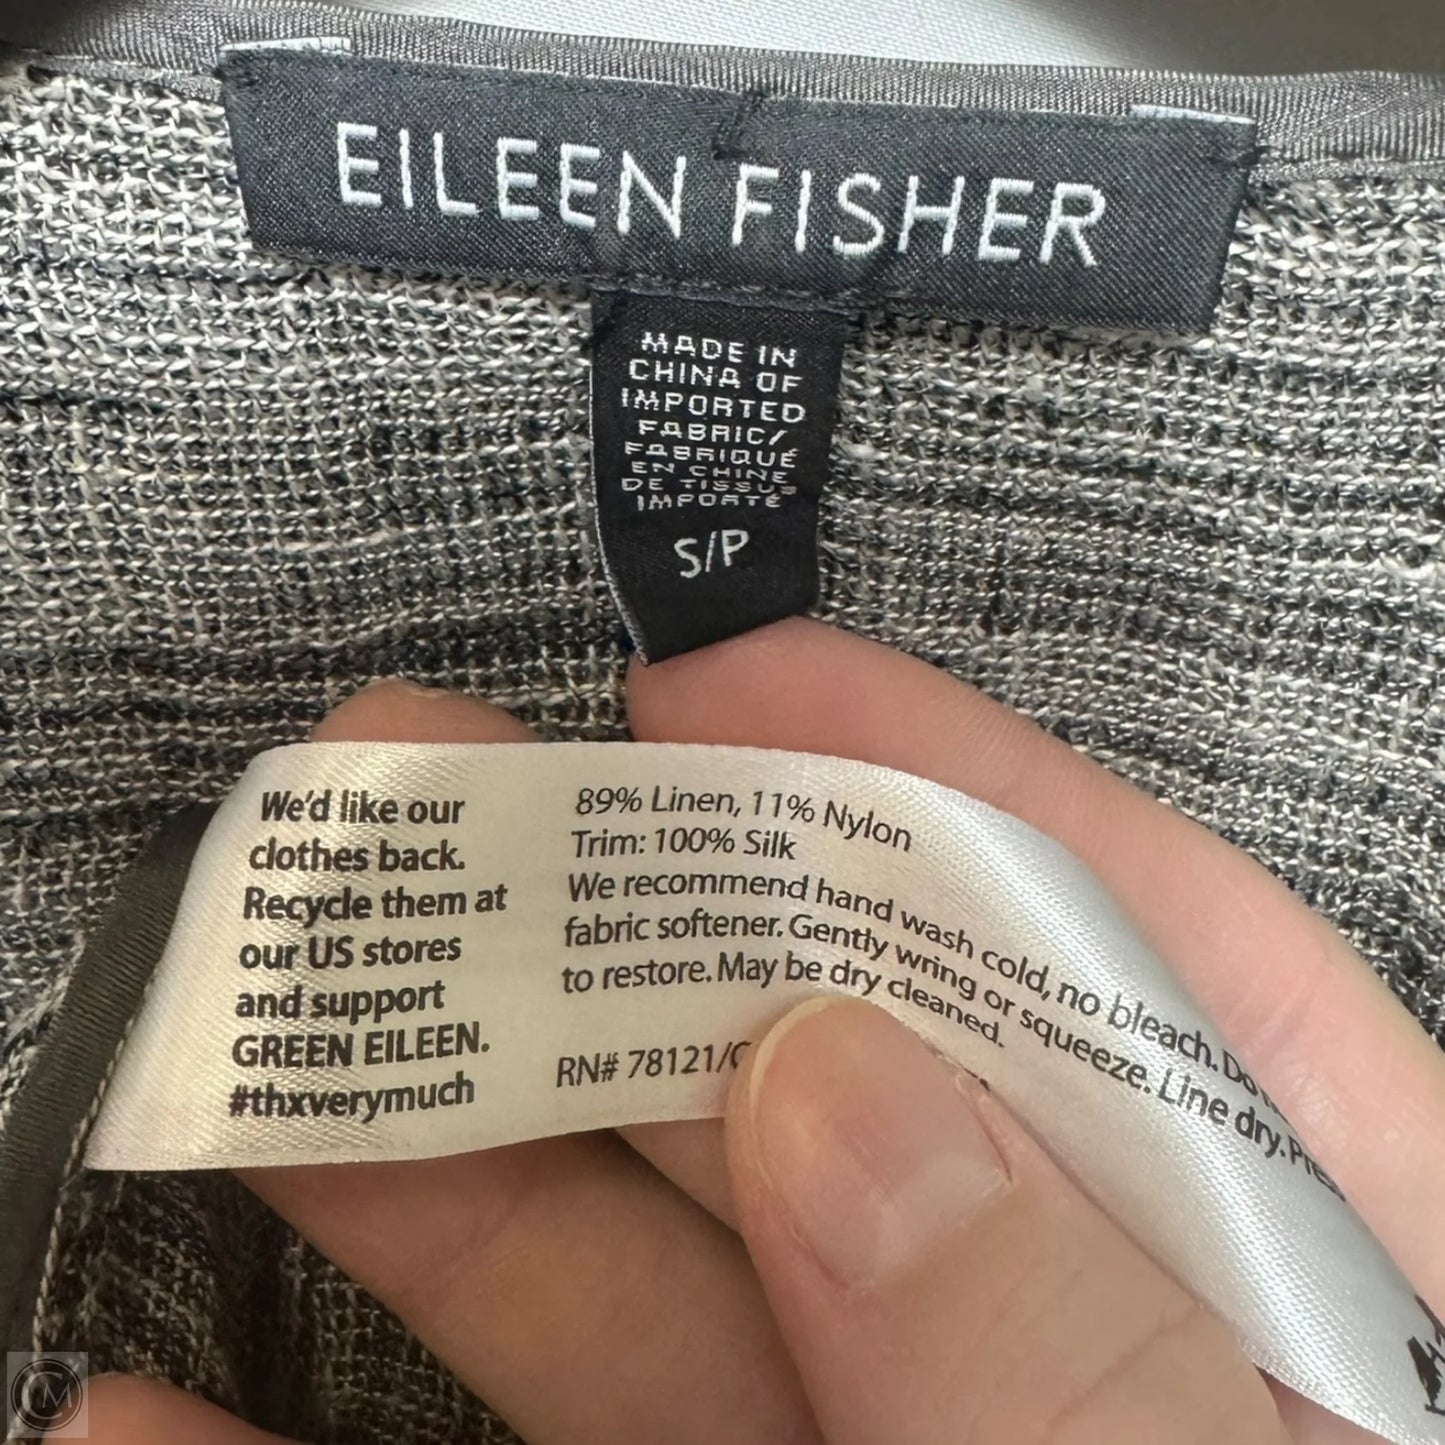 EILEEN FISHER
MADE IN
CHINA OF
IMPORTED
FABRIC/
FABRIQUÉ
EN CHINE
DE TISSUS
IMPORTÉ
S/P
We'd like our
clothes back.
Recycle them at
our US stores
and support
GREEN EILEEN.
#thxverymuch
89% Linen, 11% Nylon
Trim: 100% Silk
We recommend hand wash cold, no bleach. Do
fabric softener. Gently wring or squeeze. Line dry. Press
to restore. May be dry cleaned.
RN# 78121/C
CM